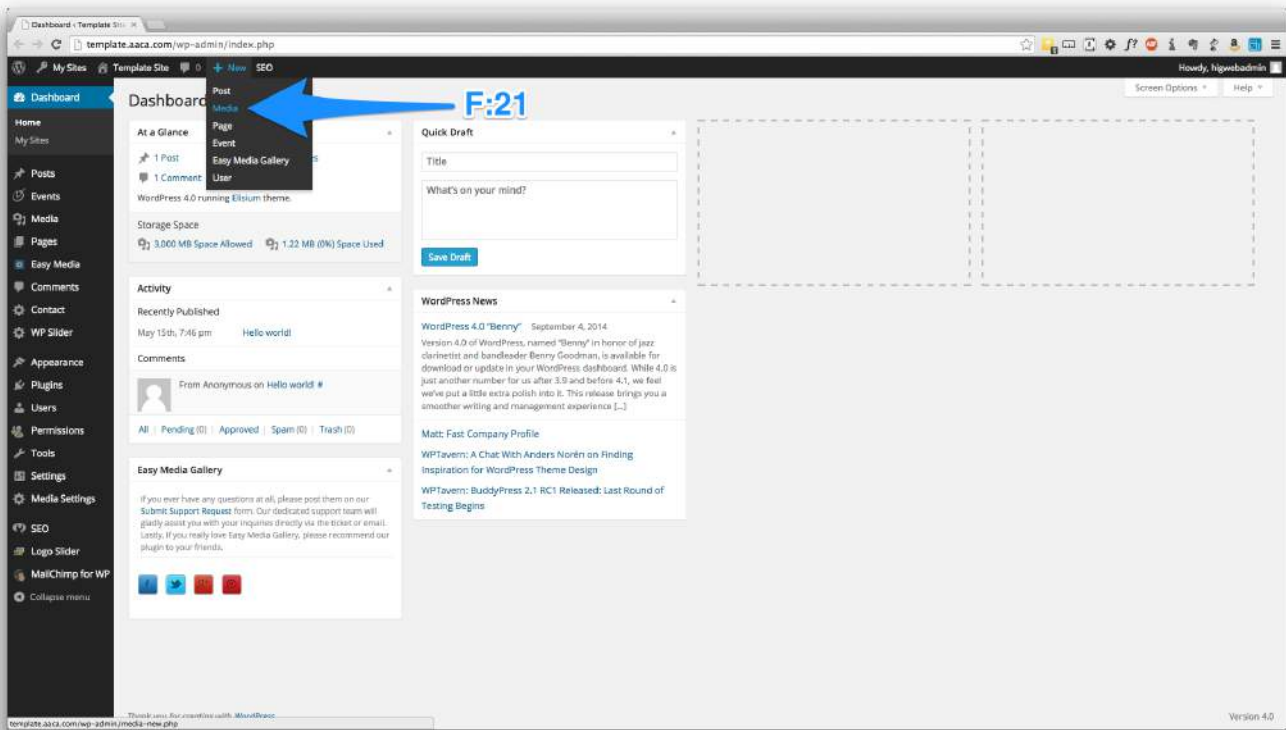 Dashboard ‹ Template Site
template.aaca.com/wp-admin/index.php
My Sites Template Site 0 + New SEO
Howdy, higwebadmin
Screen Options Help
Dashboard
Home
My Sites
Posts
Events
Media
Pages
Easy Media
Comments
Contact
WP Slider
Appearance
Plugins
Users
Permissions
Tools
Settings
Media Settings
SEO
Logo Slider
MailChimp for WP
Collapse menu
Dashboard
Post
Media
Page
Event
Easy Media Gallery
User
F:21
At a Glance
1 Post
1 Comment
WordPress 4.0 running Elisium theme.
Storage Space
3,000 MB Space Allowed 1.22 MB (0%) Space Used
Activity
Recently Published
May 15th, 7:46 pm Hello world!
Comments
From Anonymous on Hello world! #
All | Pending (0) | Approved | Spam (0) | Trash (0)
Easy Media Gallery
If you ever have any questions at all, please post them on our
Submit Support Request form. Our dedicated support team will
gladly assist you with your inquiries directly via the ticket or email.
Lastly, If you really love Easy Media Gallery, please recommend our
plugin to your friends.
Quick Draft
Title
What's on your mind?
Save Draft
WordPress News
WordPress 4.0 "Benny" September 4, 2014
Version 4.0 of WordPress, named "Benny" in honor of jazz
clarinetist and bandleader Benny Goodman, is available for
download or update in your WordPress dashboard. While 4.0 is
just another number for us after 3.9 and before 4.1, we feel
we've put a little extra polish into it. This release brings you a
smoother writing and management experience [...]
Matt: Fast Company Profile
WPTavern: A Chat With Anders Norén on Finding
Inspiration for WordPress Theme Design
WPTavern: BuddyPress 2.1 RC1 Released: Last Round of
Testing Begins
Thank you for creating with WordPress
Version 4.0
template.aaca.com/wp-admin/media-new.php